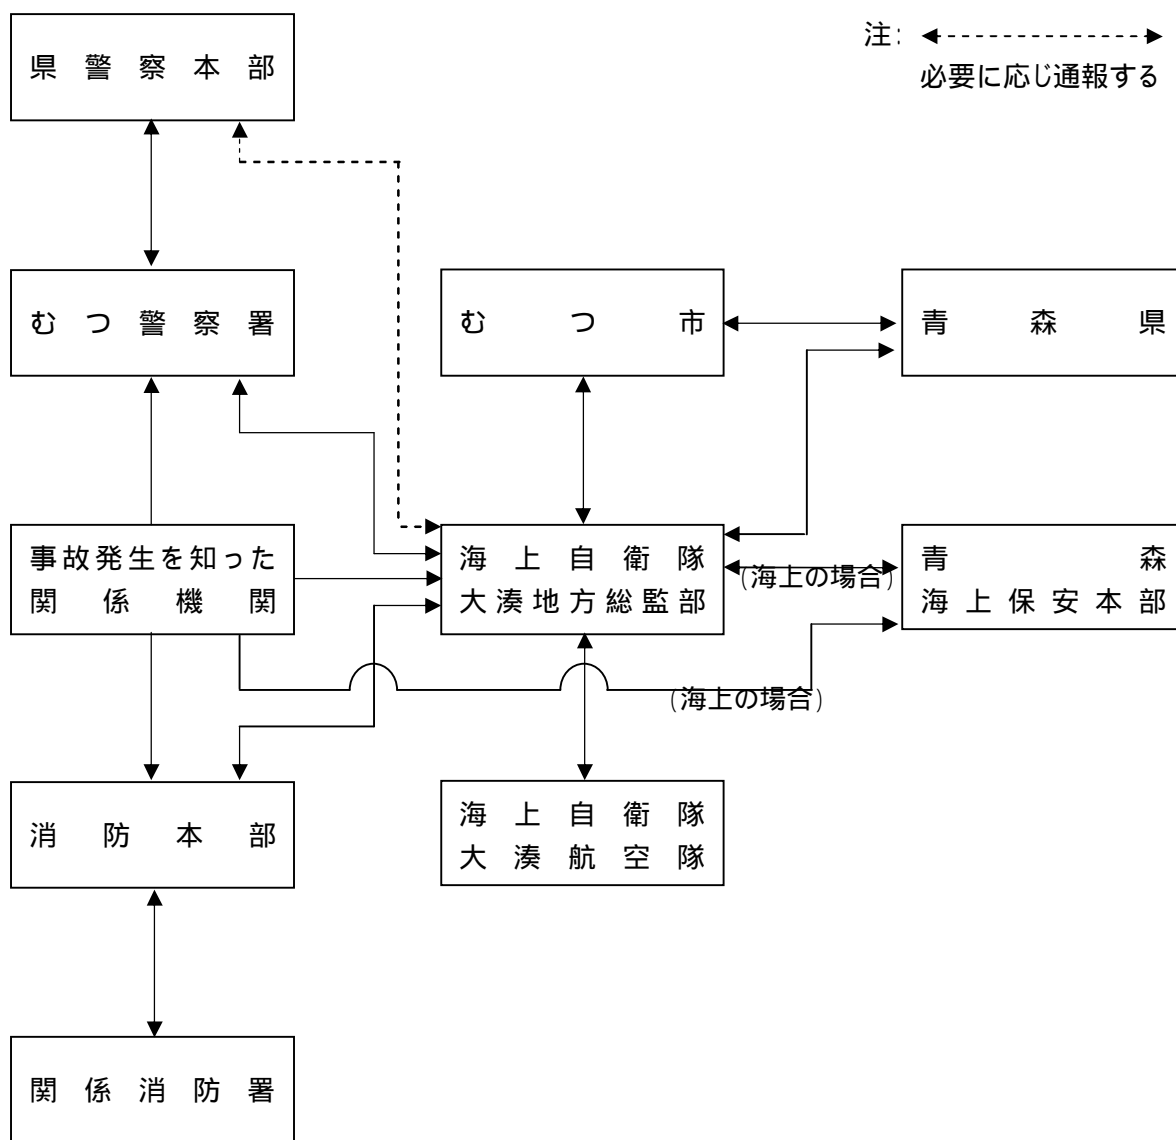 県警察本部
注:
必要に応じ通報する
むつ警察署
むつ市
青森県
事故発生を知った
関係機関
海上自衛隊
大湊地方総監部
(海上の場合)
青森
海上保安本部
(海上の場合)
消防本部
海上自衛隊
大湊航空隊
関係消防署